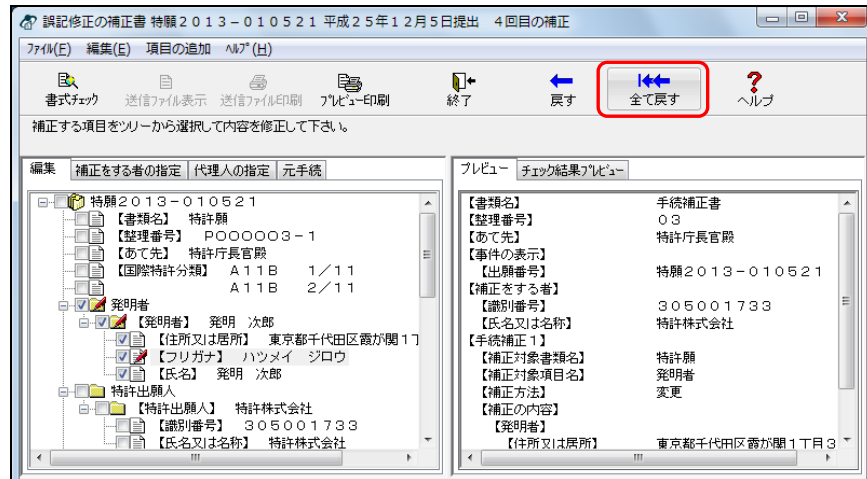 誤記修正の補正書 特願２０１３－０１０５２１ 平成２５年１２月５日提出　４回目の補正
ﾌｧｲﾙ(F) 編集(E) 項目の追加 ﾍﾙﾌﾟ(H)
書式ﾁｪｯｸ 送信ﾌｧｲﾙ表示 送信ﾌｧｲﾙ印刷 ﾌﾟﾚﾋﾞｭｰ印刷 終了 戻す 全て戻す ヘルプ
補正する項目をツリーから選択して内容を修正して下さい。
編集 補正をする者の指定 代理人の指定 元手続
特願２０１３－０１０５２１
【書類名】　特許願
【整理番号】　Ｐ００００００３－１
【あて先】　特許庁長官殿
【国際特許分類】　Ａ１１Ｂ　　１／１１
Ａ１１Ｂ　　２／１１
発明者
【発明者】　発明　次郎
【住所又は居所】　東京都千代田区霞が関１丁
【フリガナ】　ハツメイ　ジロウ
【氏名】　発明　次郎
特許出願人
【特許出願人】　特許株式会社
【識別番号】　３０５００１７３３
【氏名又は名称】　特許株式会社
プレビュー ﾁｪｯｸ結果ﾌﾟﾚﾋﾞｭｰ
【書類名】　手続補正書
【整理番号】　０３
【あて先】　特許庁長官殿
【事件の表示】
【出願番号】　特願２０１３－０１０５２１
【補正をする者】
【識別番号】　３０５００１７３３
【氏名又は名称】　特許株式会社
【手続補正１】
【補正対象書類名】　特許願
【補正対象項目名】　発明者
【補正方法】　変更
【補正の内容】
【発明者】
【住所又は居所】　東京都千代田区霞が関１丁目３